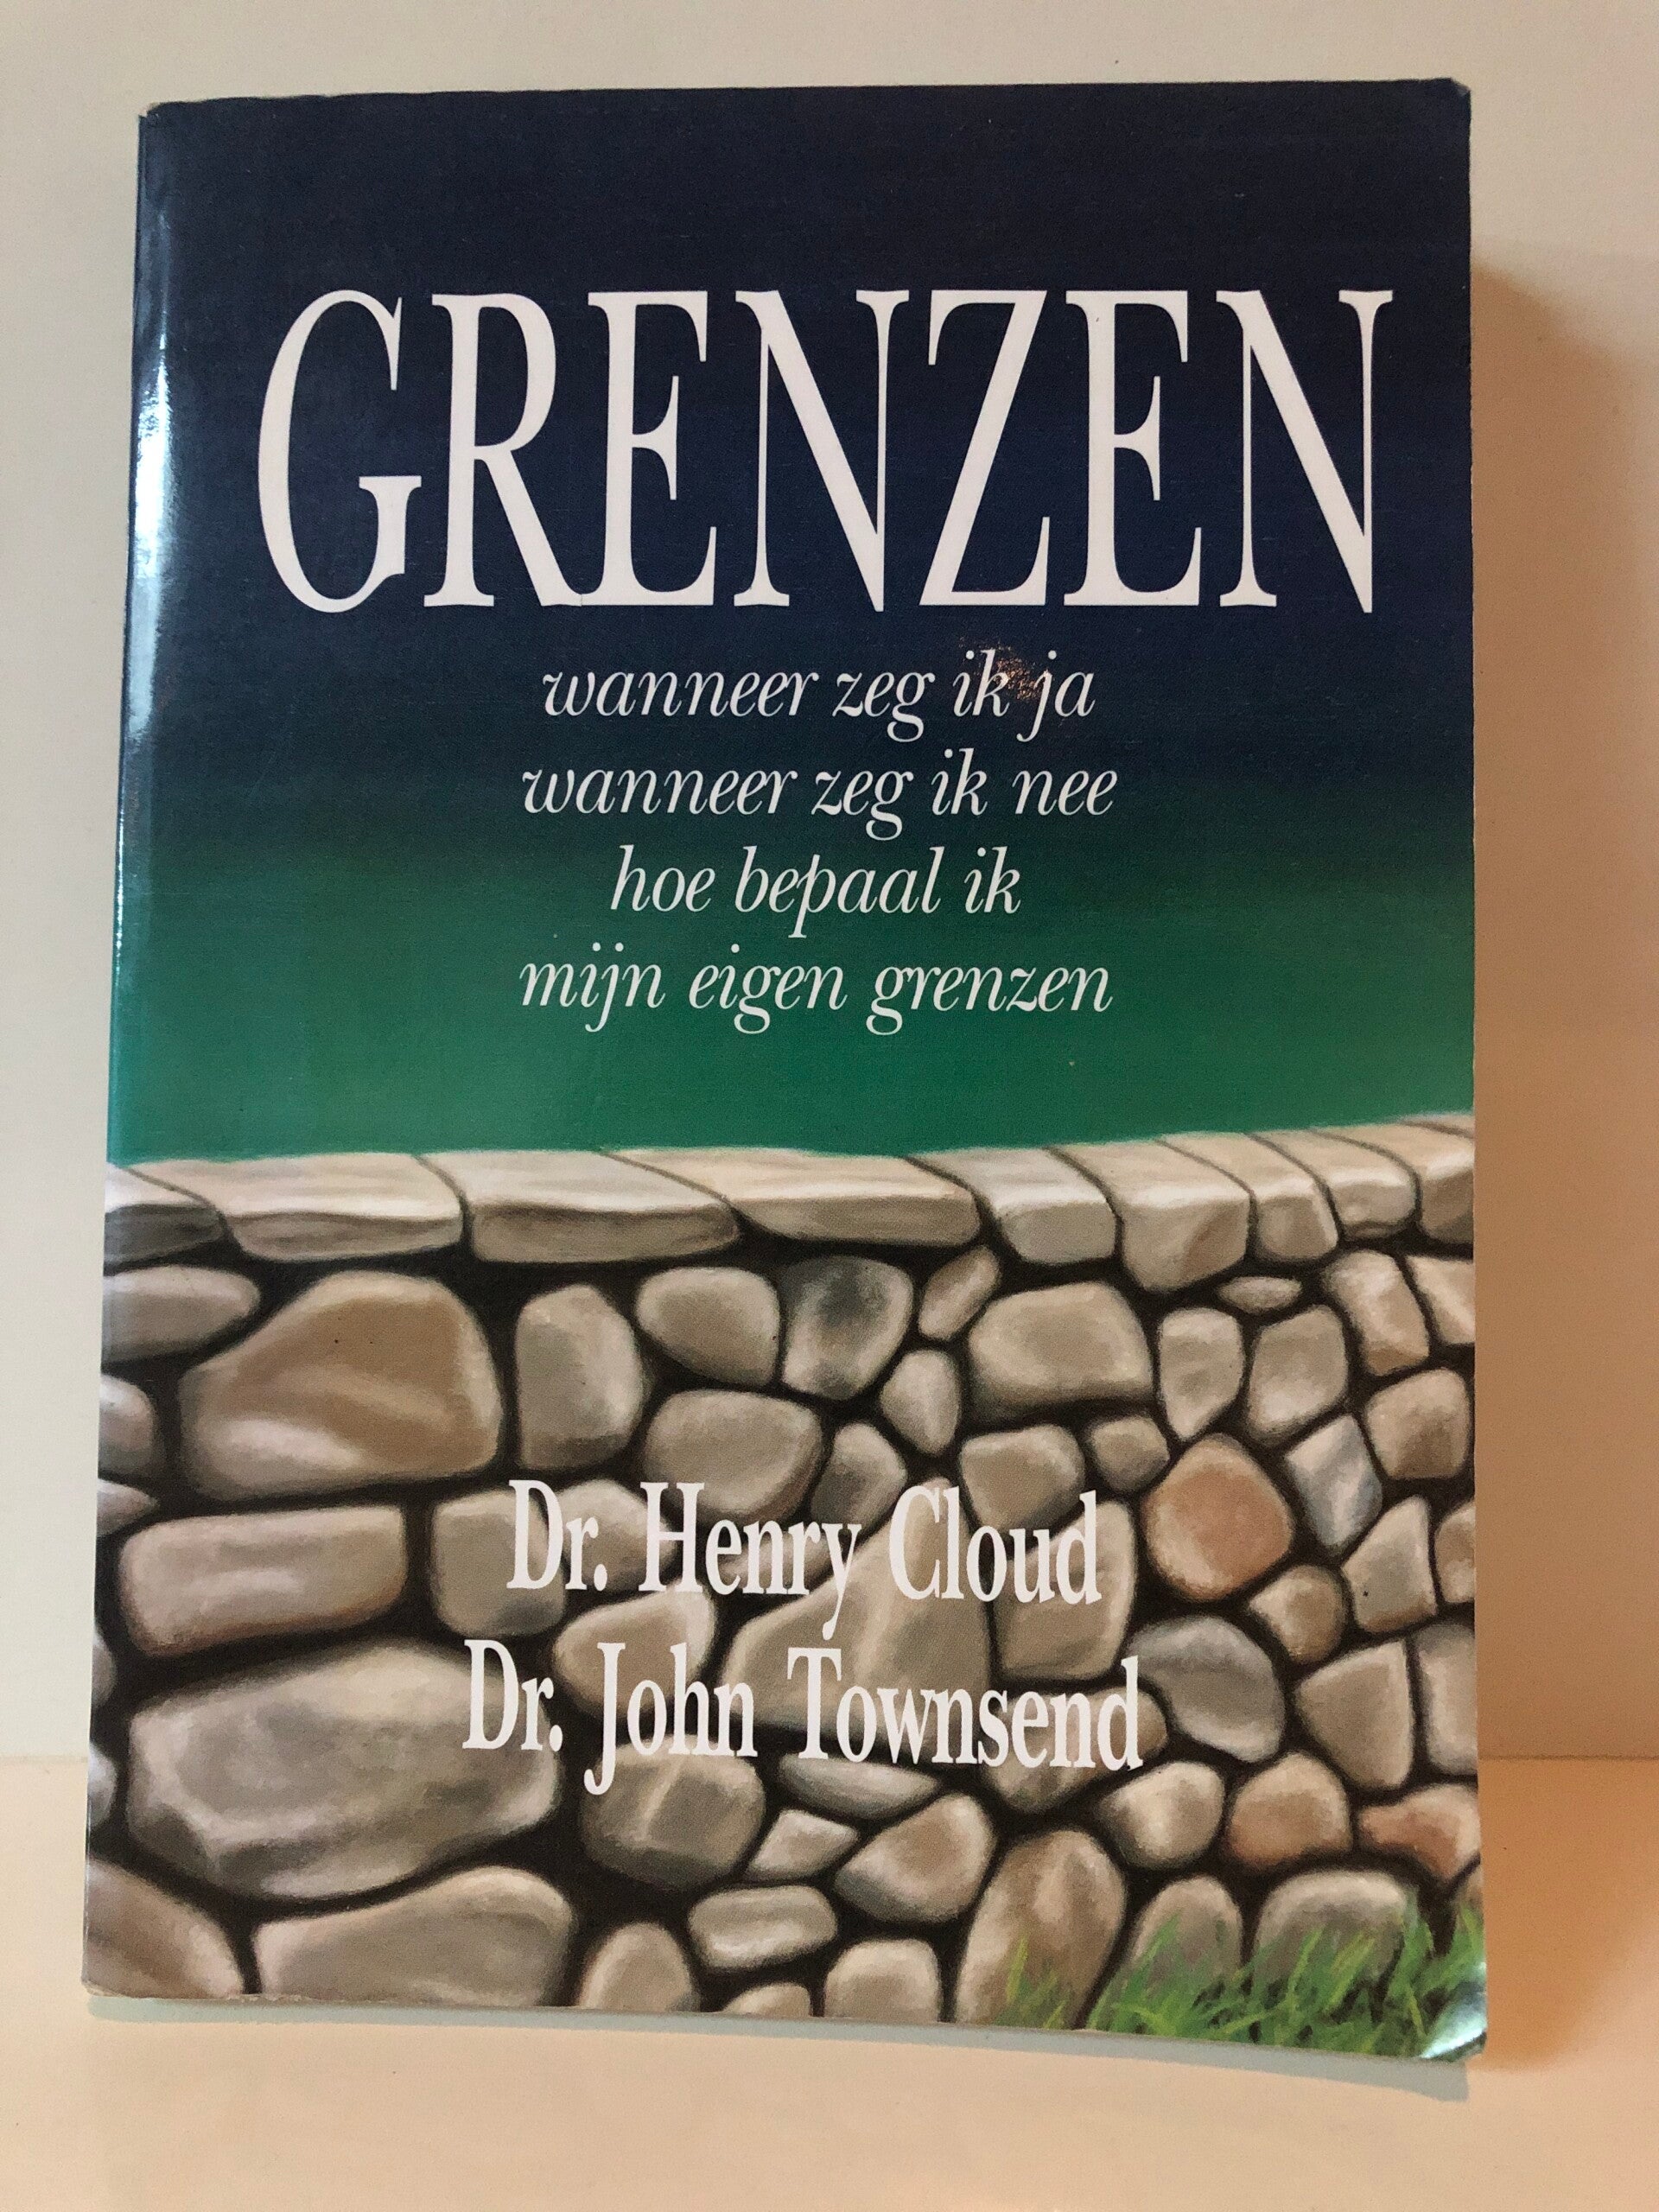 GRENZEN
wanneer zeg ik ja
wanneer zeg ik nee
hoe bepaal ik
mijn eigen grenzen
Dr. Henry Cloud
Dr. John Townsend